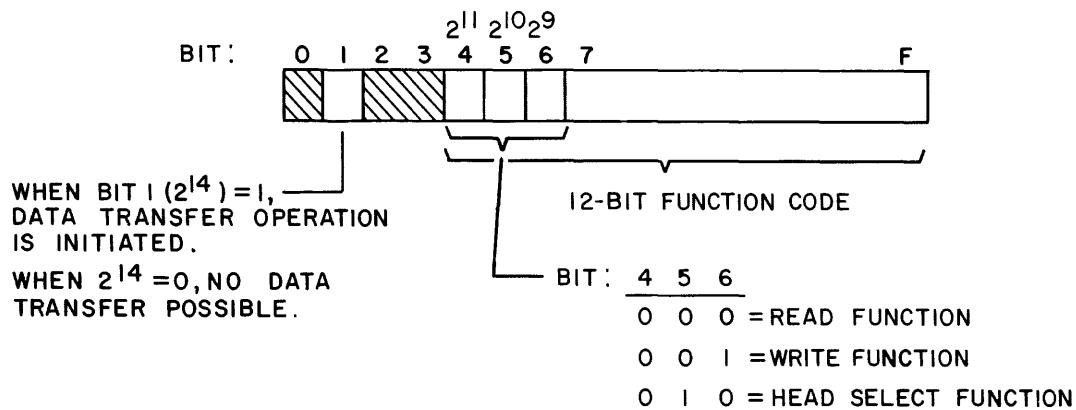 2¹¹ 2¹⁰ 2⁹
BIT: 0 1 2 3 4 5 6 7 F
WHEN BIT 1 (2¹⁴) = 1,
DATA TRANSFER OPERATION
IS INITIATED.
WHEN 2¹⁴ = 0, NO DATA
TRANSFER POSSIBLE.
12-BIT FUNCTION CODE
BIT: 4 5 6
0 0 0 = READ FUNCTION
0 0 1 = WRITE FUNCTION
0 1 0 = HEAD SELECT FUNCTION